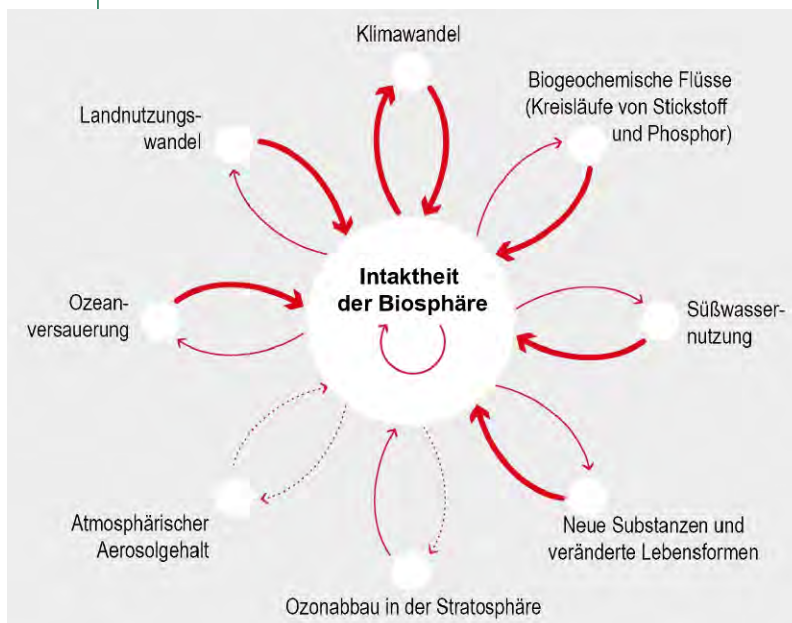 Klimawandel
Biogeochemische Flüsse
(Kreisläufe von Stickstoff
und Phosphor)
Landnutzungs-
wandel
Intaktheit
der Biosphäre
Ozean-
versauerung
Süßwasser-
nutzung
Atmosphärischer
Aerosolgehalt
Neue Substanzen und
veränderte Lebensformen
Ozonabbau in der Stratosphäre